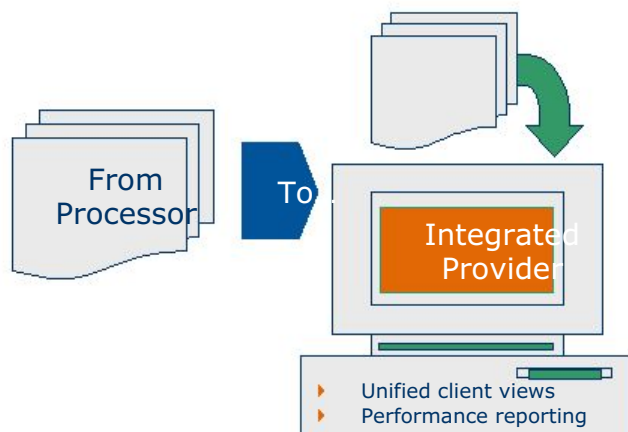 From
Processor
To...
Integrated
Provider
Unified client views
Performance reporting